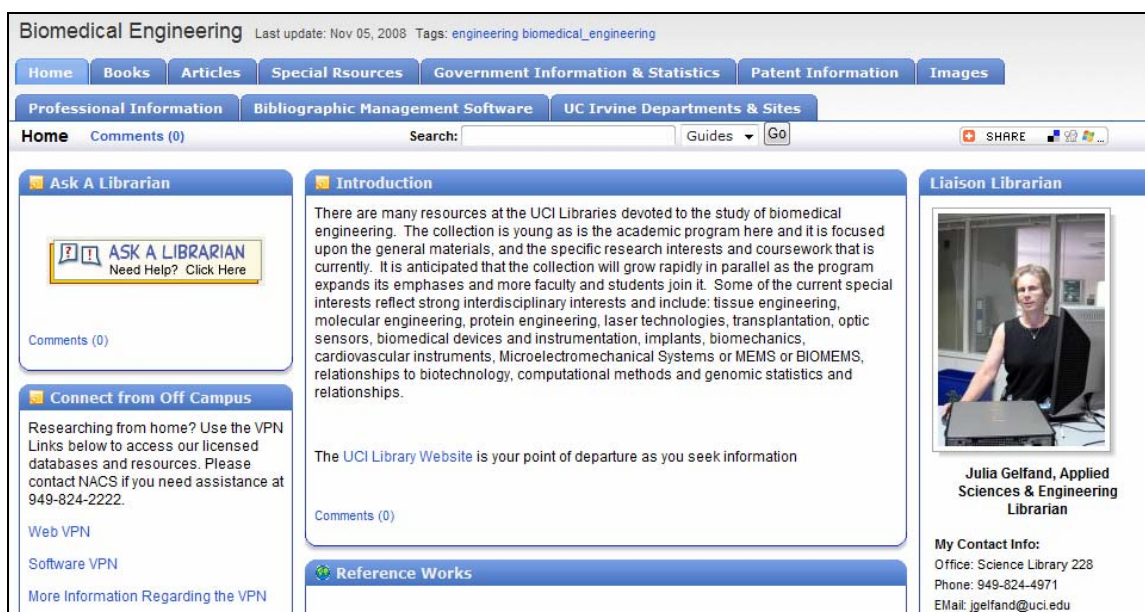 Biomedical Engineering Last update: Nov 05, 2008 Tags: engineering biomedical_engineering
Home Books Articles Special Rsources Government Information & Statistics Patent Information Images
Professional Information Bibliographic Management Software UC Irvine Departments & Sites
Home Comments (0) Search: Guides Go SHARE ...
Ask A Librarian
? ! ASK A LIBRARIAN
Need Help? Click Here
Comments (0)
Connect from Off Campus
Researching from home? Use the VPN
Links below to access our licensed
databases and resources. Please
contact NACS if you need assistance at
949-824-2222.
Web VPN
Software VPN
More Information Regarding the VPN
Introduction
There are many resources at the UCI Libraries devoted to the study of biomedical
engineering. The collection is young as is the academic program here and it is focused
upon the general materials, and the specific research interests and coursework that is
currently. It is anticipated that the collection will grow rapidly in parallel as the program
expands its emphases and more faculty and students join it. Some of the current special
interests reflect strong interdisciplinary interests and include: tissue engineering,
molecular engineering, protein engineering, laser technologies, transplantation, optic
sensors, biomedical devices and instrumentation, implants, biomechanics,
cardiovascular instruments, Microelectromechanical Systems or MEMS or BIOMEMS,
relationships to biotechnology, computational methods and genomic statistics and
relationships.
The UCI Library Website is your point of departure as you seek information
Comments (0)
Reference Works
Liaison Librarian
Julia Gelfand, Applied
Sciences & Engineering
Librarian
My Contact Info:
Office: Science Library 228
Phone: 949-824-4971
EMail: jgelfand@uci.edu